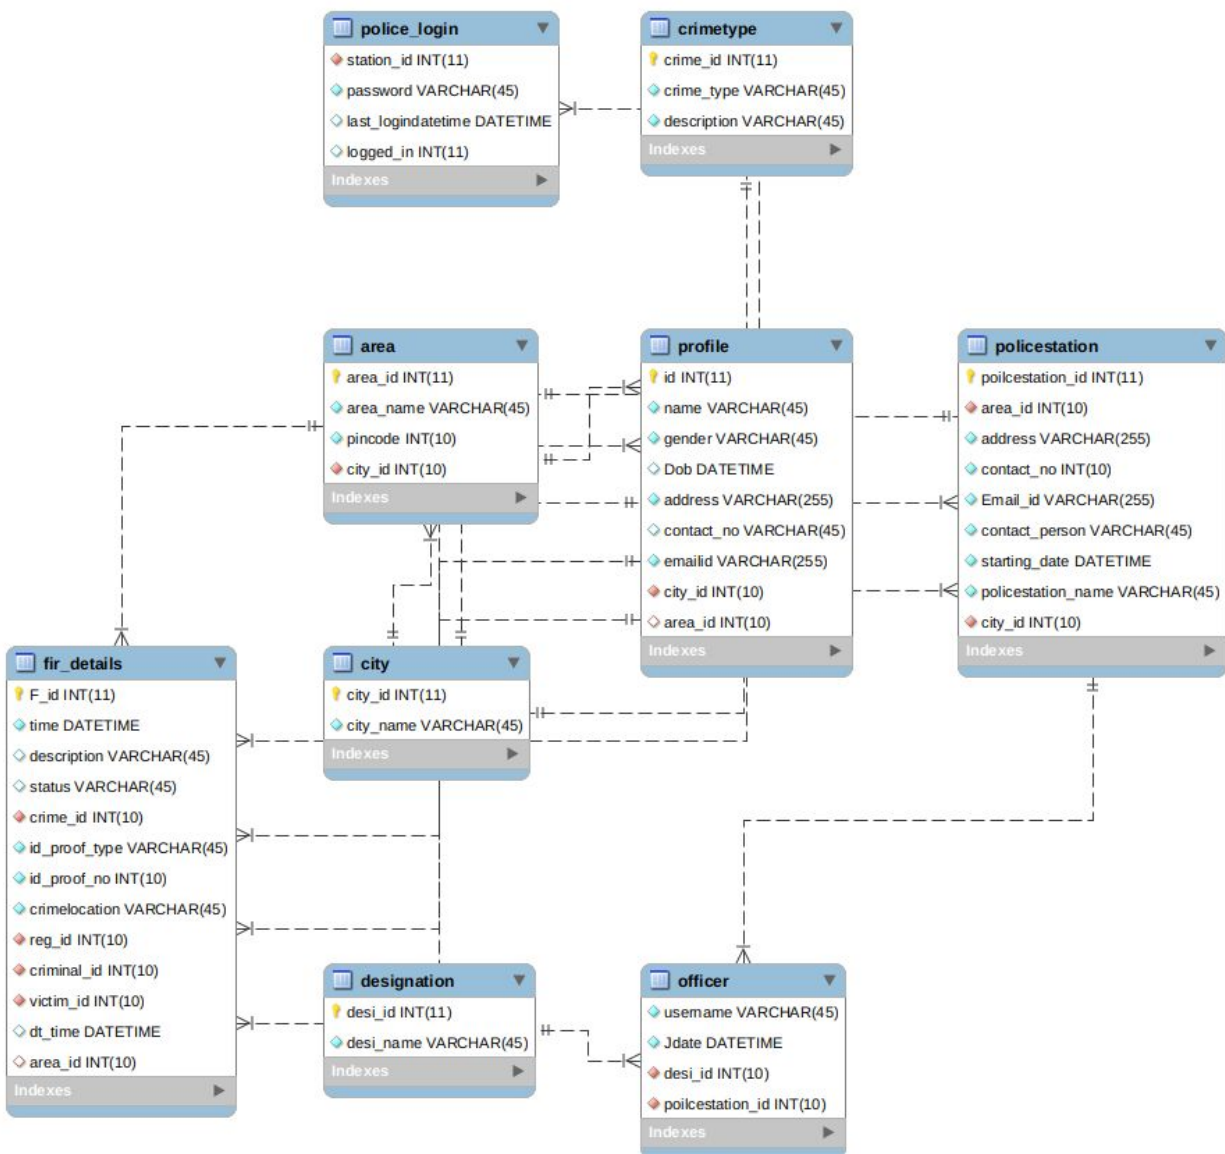 police_login
station_id INT(11)
password VARCHAR(45)
last_logindatetime DATETIME
logged_in INT(11)
Indexes
crimetype
crime_id INT(11)
crime_type VARCHAR(45)
description VARCHAR(45)
Indexes
area
area_id INT(11)
area_name VARCHAR(45)
pincode INT(10)
city_id INT(10)
Indexes
profile
id INT(11)
name VARCHAR(45)
gender VARCHAR(45)
Dob DATETIME
address VARCHAR(255)
contact_no VARCHAR(45)
emailid VARCHAR(255)
city_id INT(10)
area_id INT(10)
Indexes
policestation
poilcestation_id INT(11)
area_id INT(10)
address VARCHAR(255)
contact_no INT(10)
Email_id VARCHAR(255)
contact_person VARCHAR(45)
starting_date DATETIME
policestation_name VARCHAR(45)
city_id INT(10)
Indexes
fir_details
F_id INT(11)
time DATETIME
description VARCHAR(45)
status VARCHAR(45)
crime_id INT(10)
id_proof_type VARCHAR(45)
id_proof_no INT(10)
crimelocation VARCHAR(45)
reg_id INT(10)
criminal_id INT(10)
victim_id INT(10)
dt_time DATETIME
area_id INT(10)
Indexes
city
city_id INT(11)
city_name VARCHAR(45)
Indexes
designation
desi_id INT(11)
desi_name VARCHAR(45)
Indexes
officer
username VARCHAR(45)
Jdate DATETIME
desi_id INT(10)
poilcestation_id INT(10)
Indexes